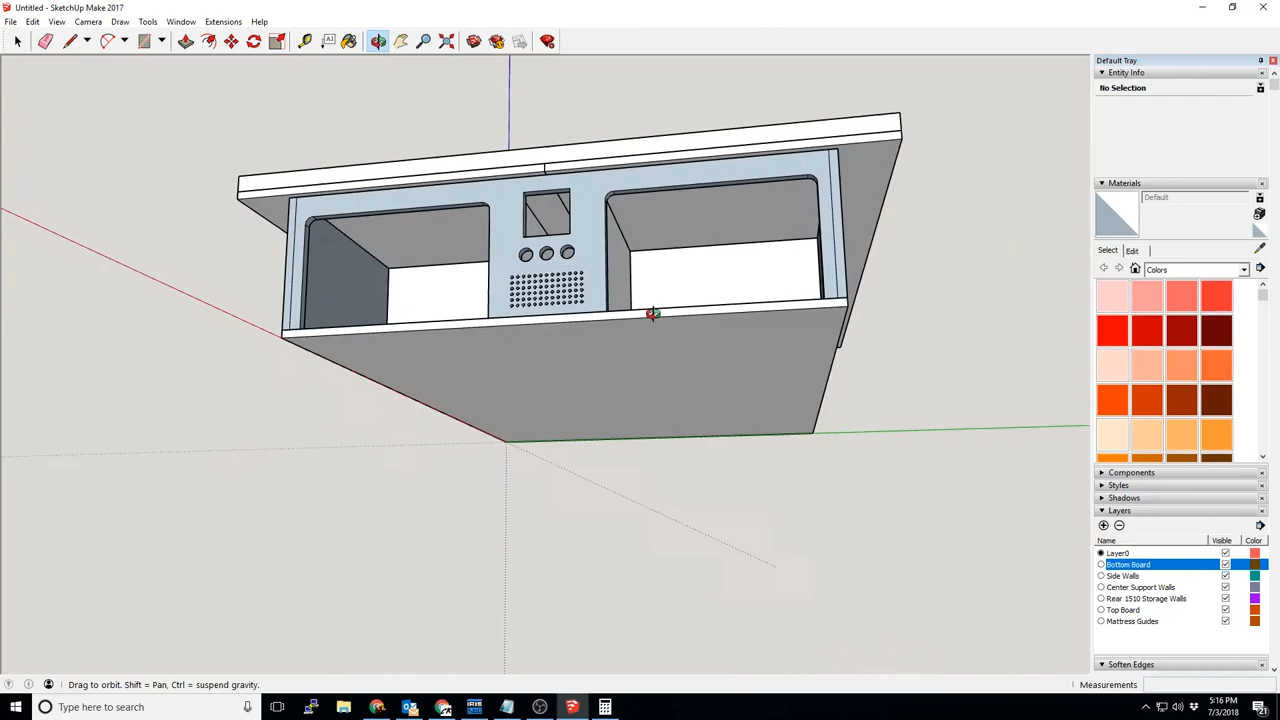 Untitled - SketchUp Make 2017
File Edit View Camera Draw Tools Window Extensions Help
A1
Default Tray
Entity Info
No Selection
Materials
Default
Select Edit
Colors
Components
Styles
Shadows
Layers
Name Visible Color
Layer0
Bottom Board
Side Walls
Center Support Walls
Rear 1510 Storage Walls
Top Board
Mattress Guides
Soften Edges
Drag to orbit. Shift = Pan, Ctrl = suspend gravity.
Measurements
Type here to search
IRIS
5:16 PM
7/3/2018
21